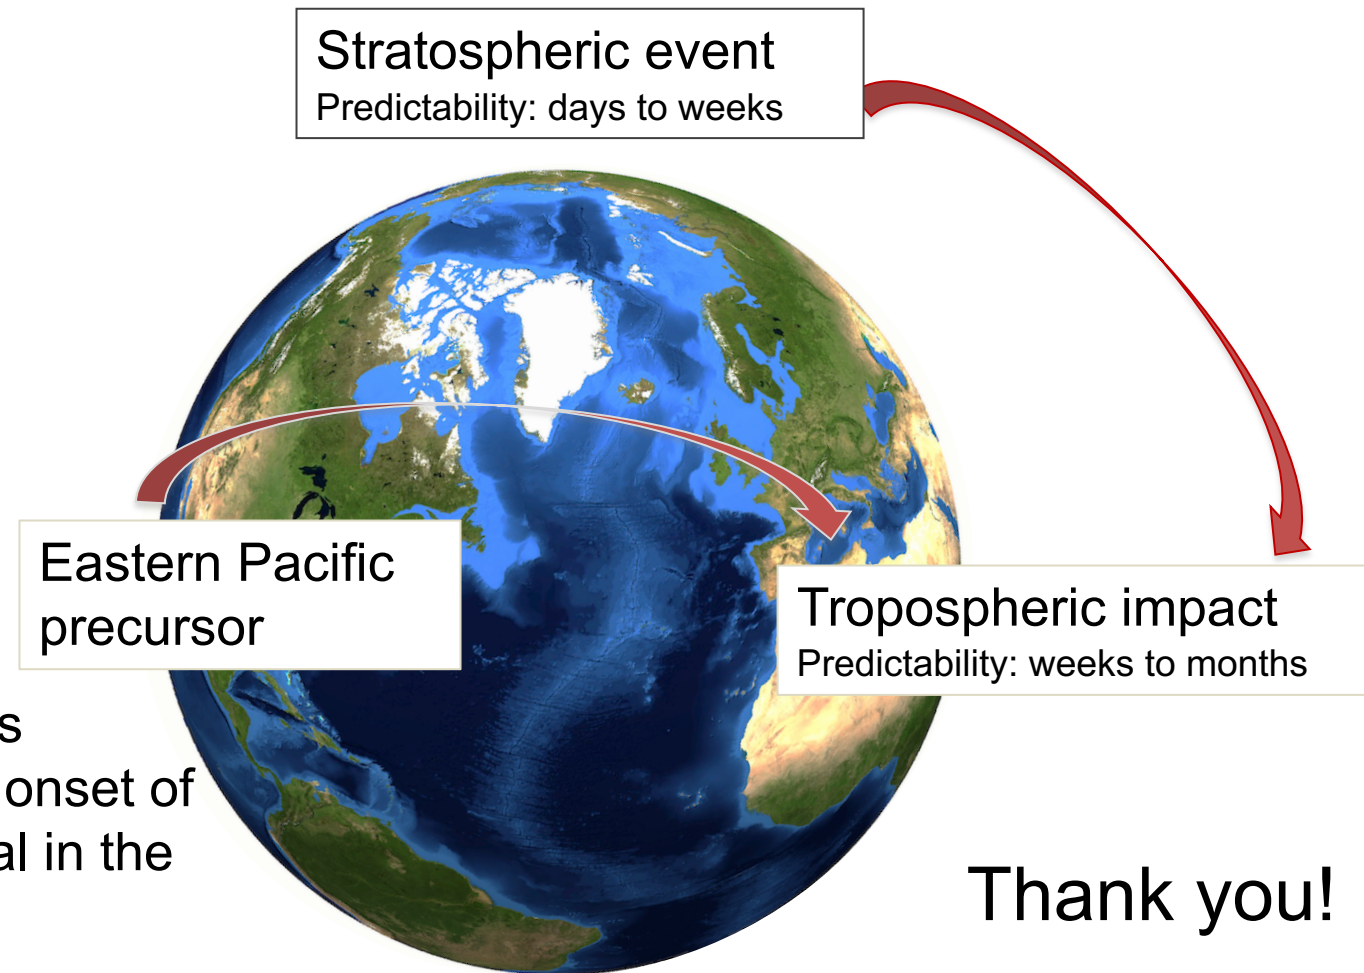 Stratospheric event
Predictability: days to weeks
Eastern Pacific
precursor
Tropospheric impact
Predictability: weeks to months
s
onset of
al in the
Thank you!